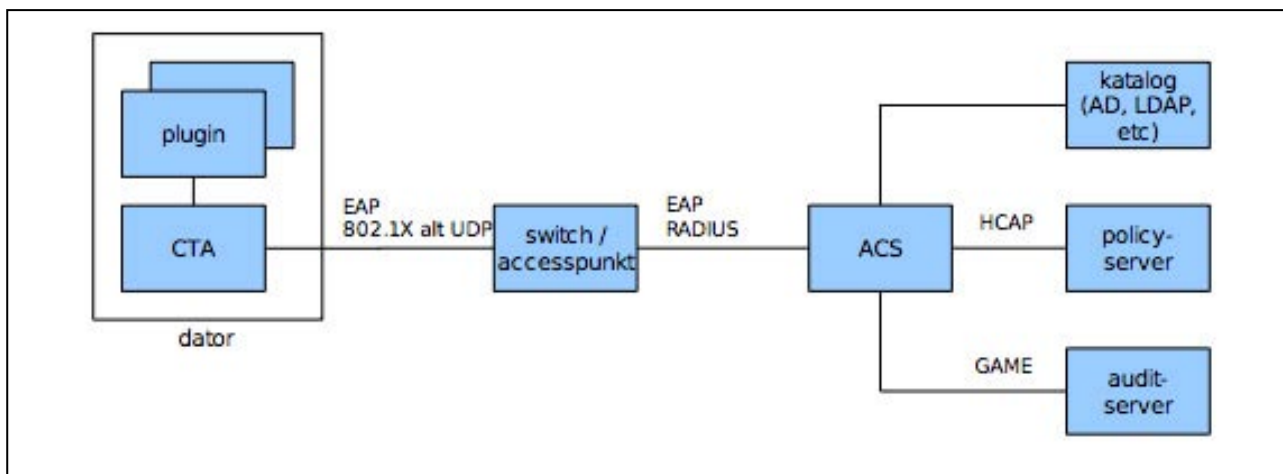 plugin
CTA
dator
EAP
802.1X alt UDP
switch /
accesspunkt
EAP
RADIUS
ACS
katalog
(AD, LDAP,
etc)
HCAP
policy-
server
GAME
audit-
server